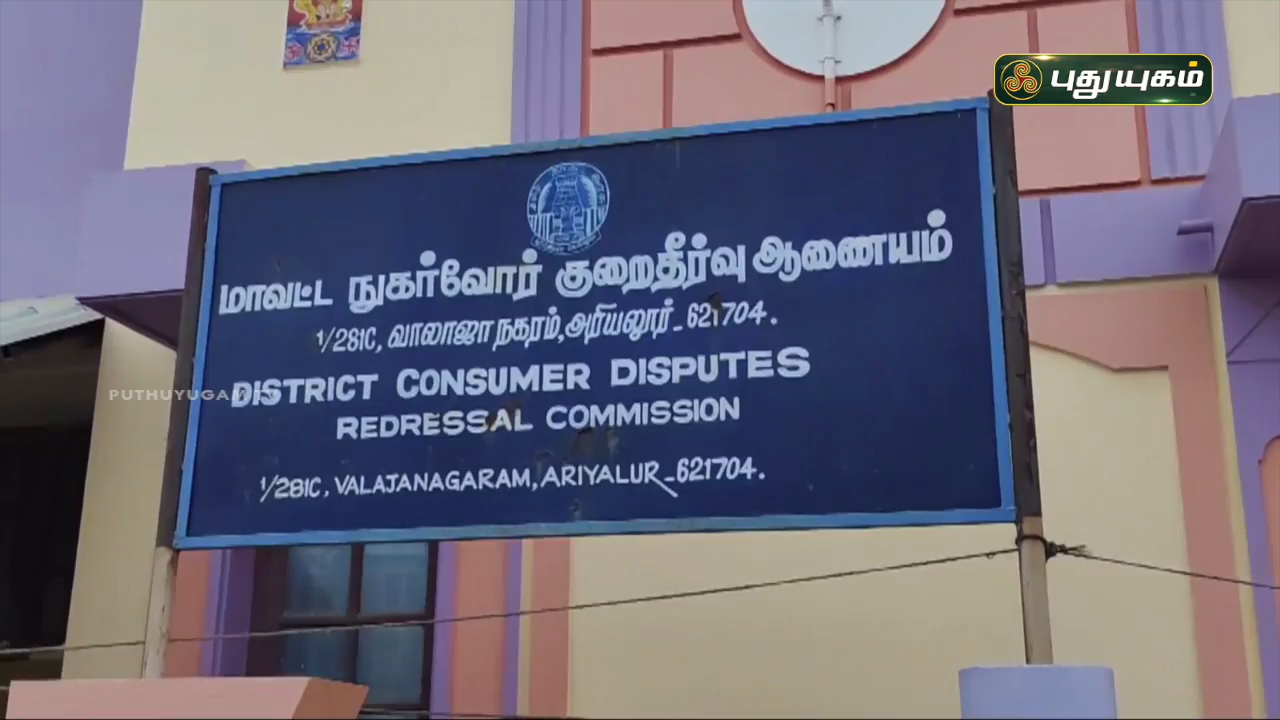 புதுயுகம்
மாவட்ட நுகர்வோர் குறைதீர்வு ஆணையம்
1/281C, வாலாஜா நகரம், அரியலூர் - 621704.
DISTRICT CONSUMER DISPUTES
REDRESSAL COMMISSION
1/281C, VALAJANAGARAM, ARIYALUR - 621704.
PUTHUYUGAM TV